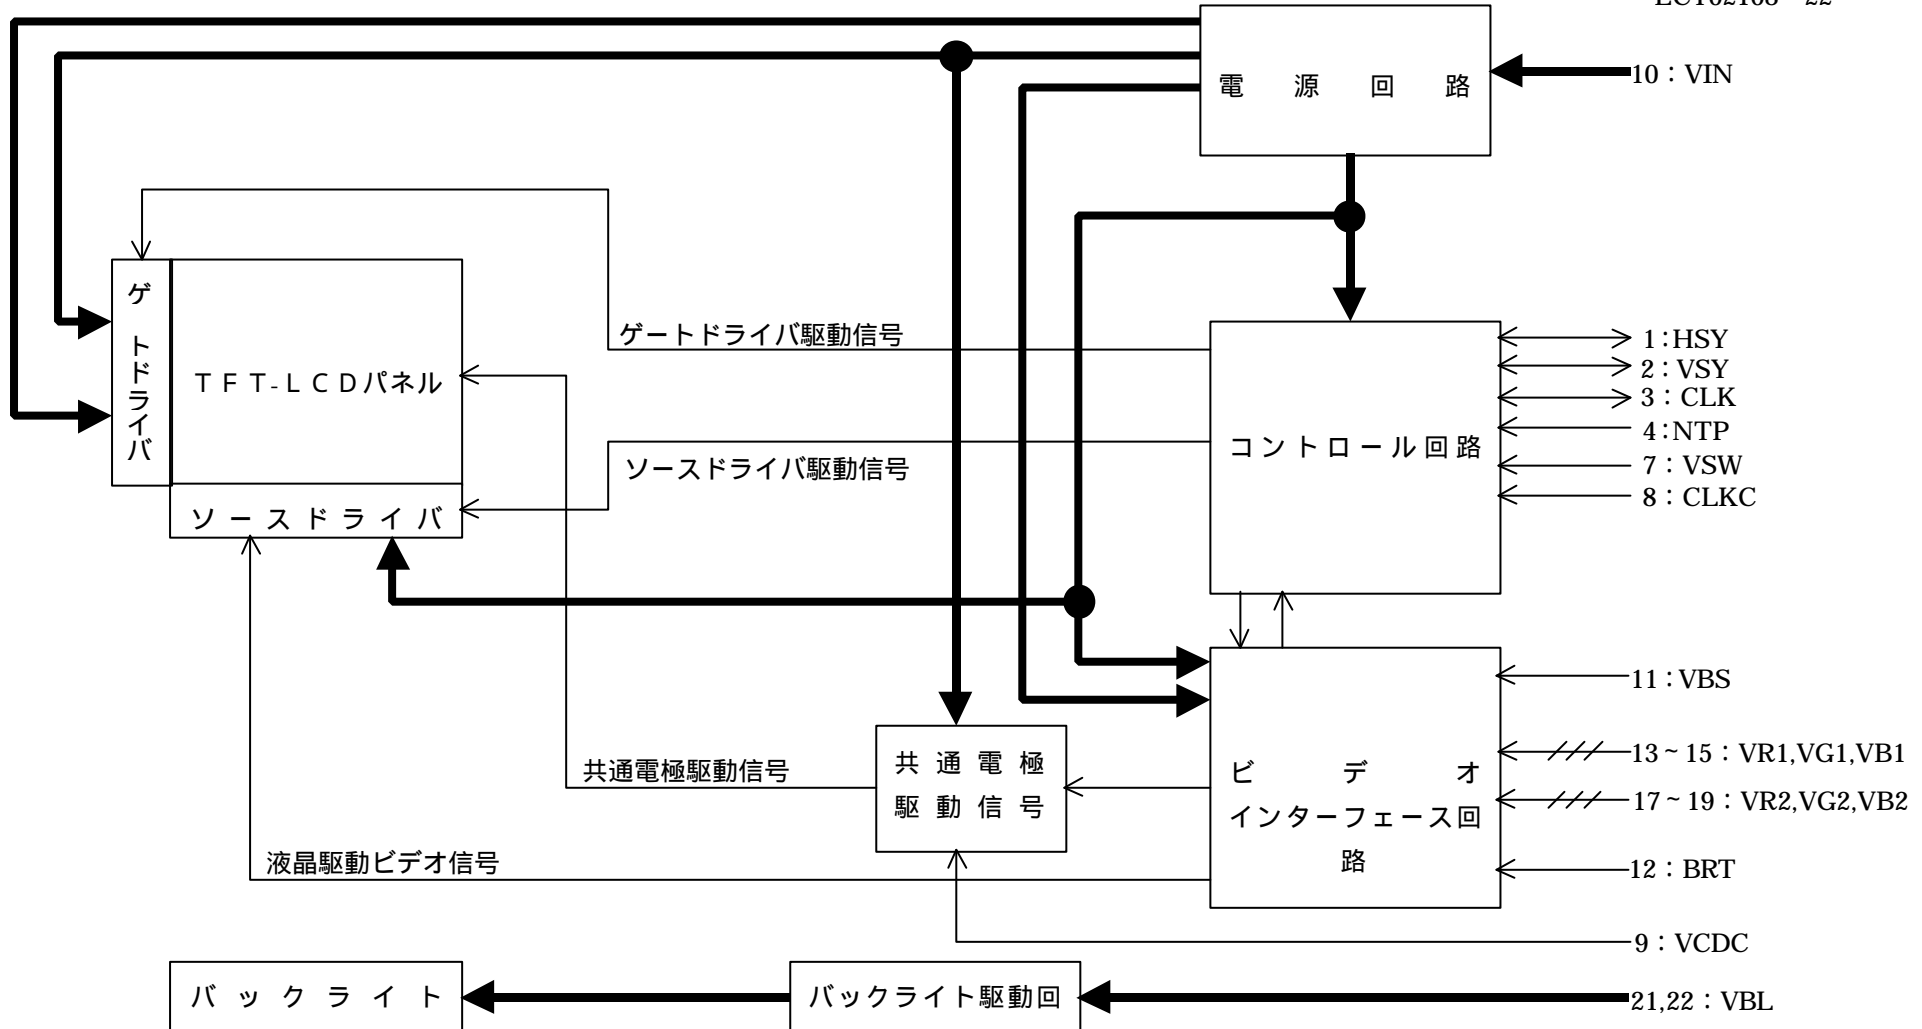 電源回路
10：VIN
ゲ トドライバ
TFT-LCDパネル
ゲートドライバ駆動信号
1:HSY
2：VSY
3：CLK
コントロール回路
4:NTP
ソースドライバ駆動信号
7：VSW
8：CLKC
ソースドライバ
11：VBS
共通電極駆動信号
共通電極
駆動信号
ビデオ
インターフェース回
路
13~15：VR1,VG1,VB1
17~19：VR2,VG2,VB2
液晶駆動ビデオ信号
12：BRT
9：VCDC
バックライト
バックライト駆動回
21,22：VBL